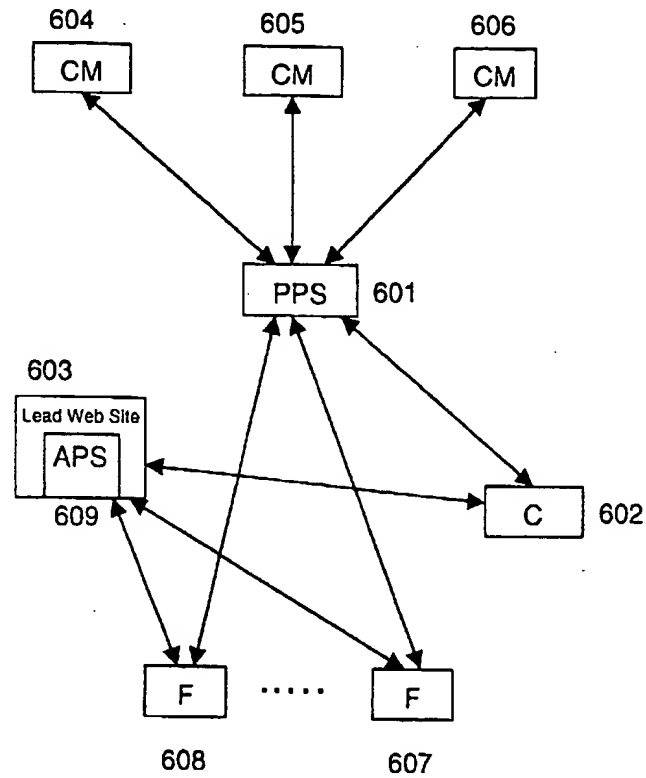 604
605
606
CM
CM
CM
PPS
601
603
Lead Web Site
APS
609
C
602
F
.....
F
608
607